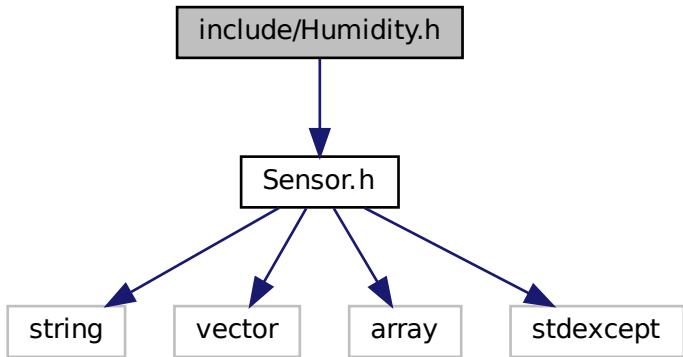 include/Humidity.h
Sensor.h
string
vector
array
stdexcept